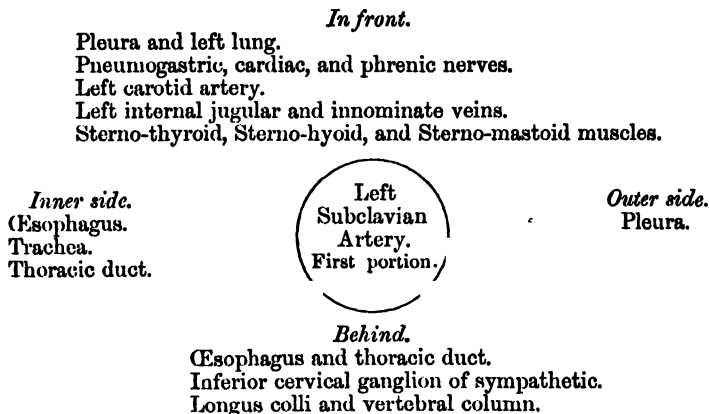 In front.
Pleura and left lung.
Pneumogastric, cardiac, and phrenic nerves.
Left carotid artery.
Left internal jugular and innominate veins.
Sterno-thyroid, Sterno-hyoid, and Sterno-mastoid muscles.
Inner side.
Œsophagus.
Trachea.
Thoracic duct.
Left
Subclavian
Artery.
First portion.
Outer side.
Pleura.
Behind.
Œsophagus and thoracic duct.
Inferior cervical ganglion of sympathetic.
Longus colli and vertebral column.